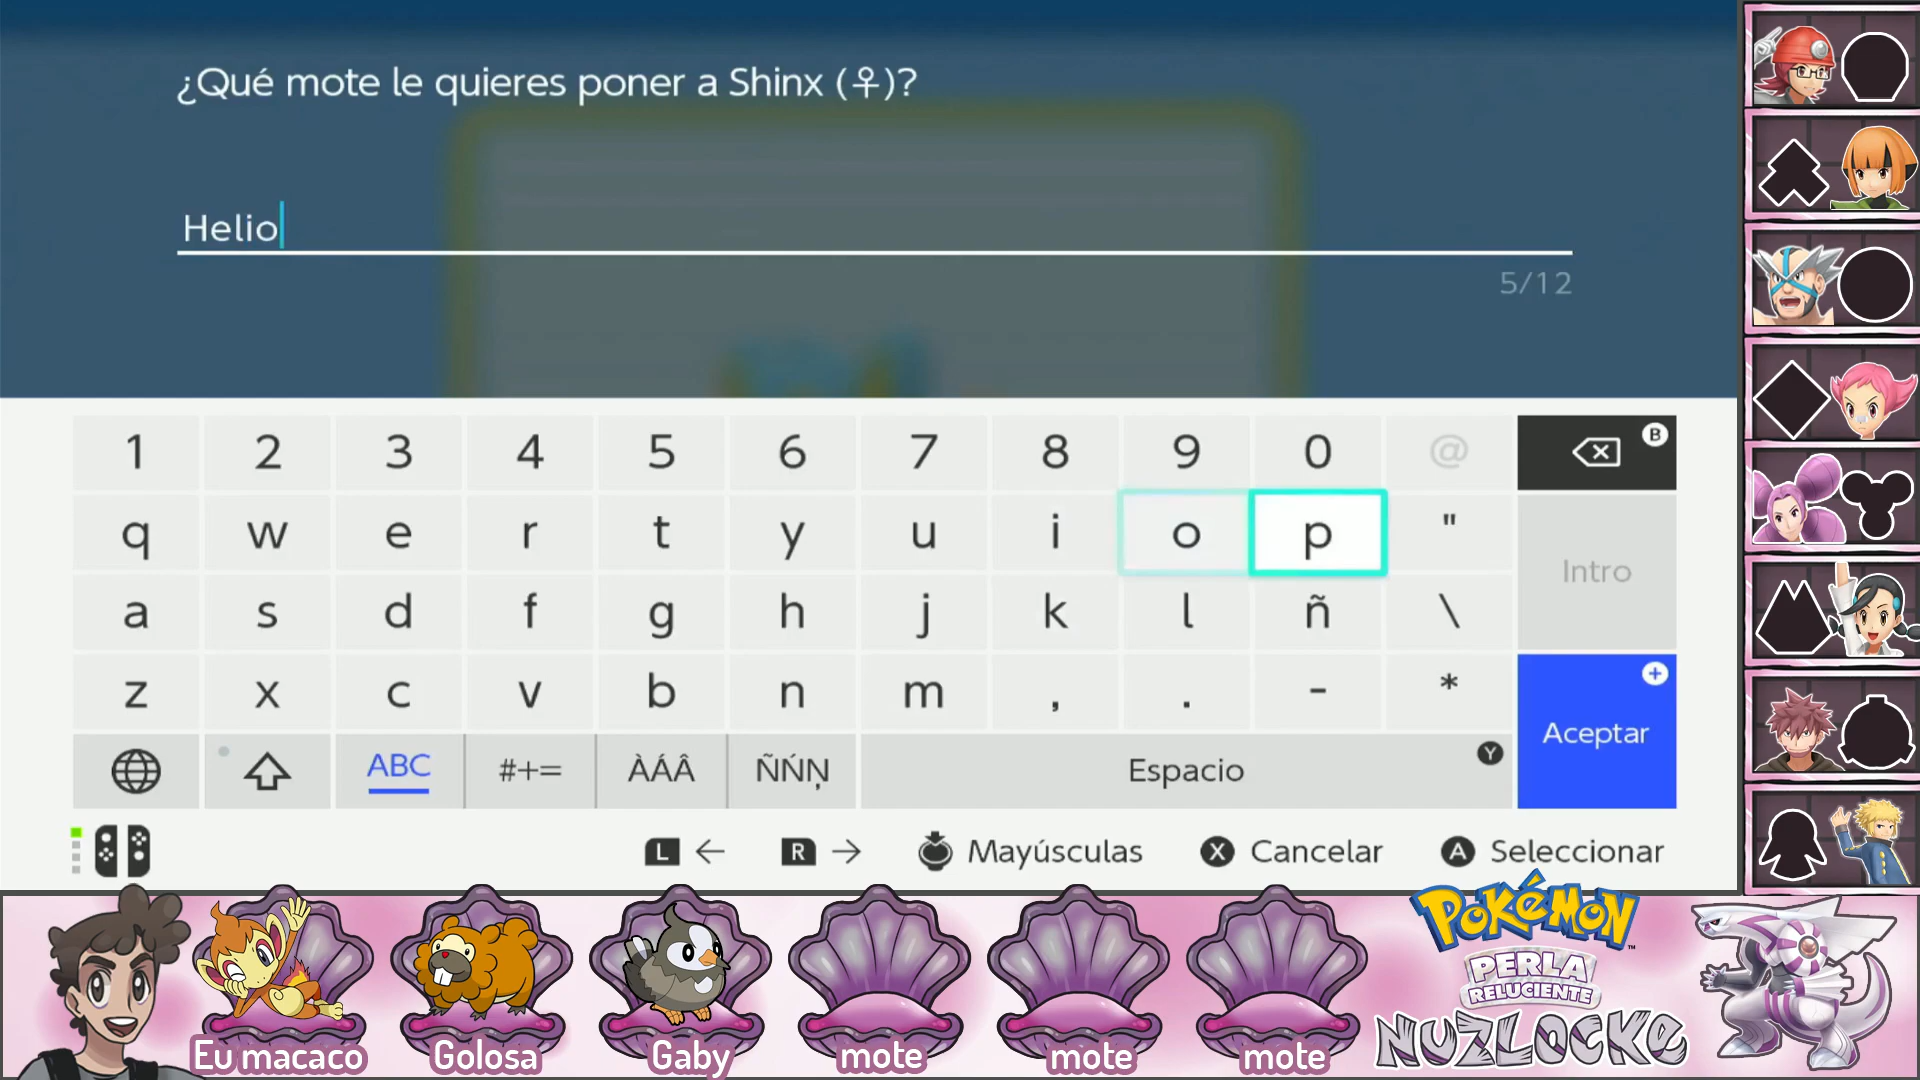 ¿Qué mote le quieres poner a Shinx (♀)?
Helio
5/12
1 2 3 4 5 6 7 8 9 0 @ B
q w e r t y u i o p "
Intro
a s d f g h j k l ñ \
z x c v b n m , . - *
+
Aceptar
ABC #+= ÀÁÂ ÑŃŅ Espacio Y
L ← R → Mayúsculas X Cancelar A Seleccionar
Eu macaco
Golosa
Gaby
mote
mote
mote
POKéMON™
PERLA
RELUCIENTE
NUZLOCKE